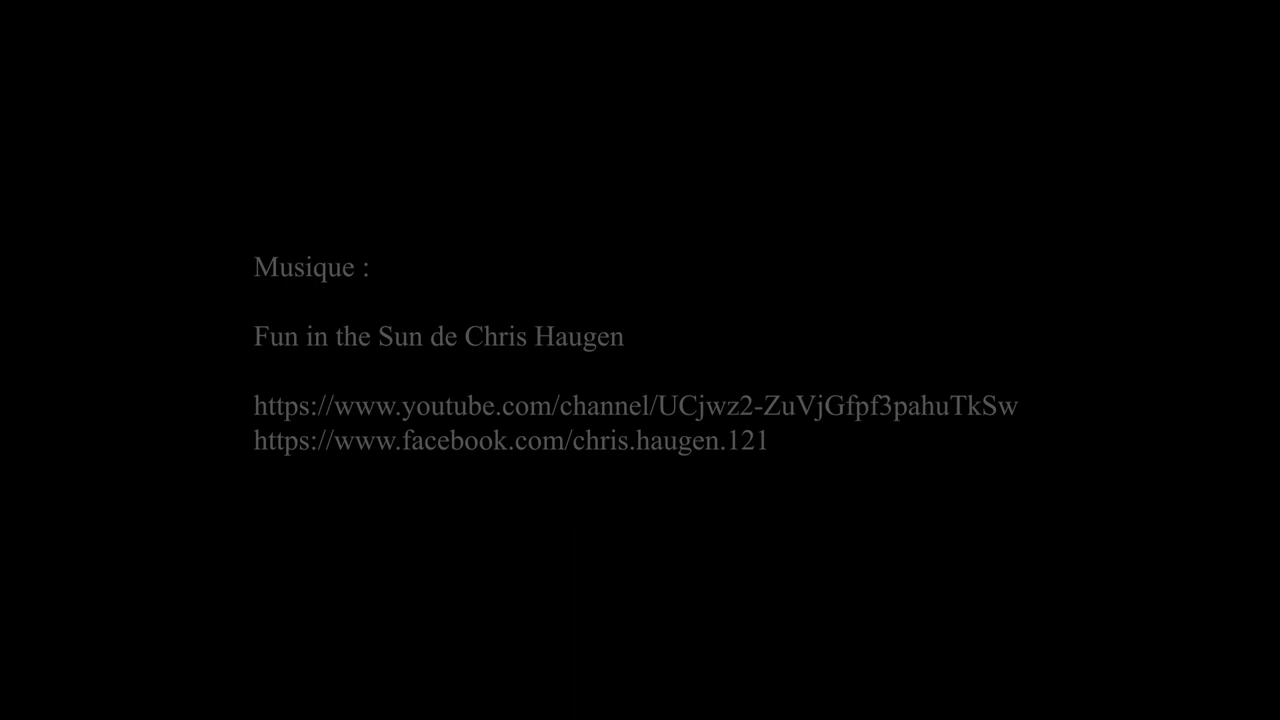 Musique :
Fun in the Sun de Chris Haugen
https://www.youtube.com/channel/UCjwz2-ZuVjGfpf3pahuTkSw
https://www.facebook.com/chris.haugen.121